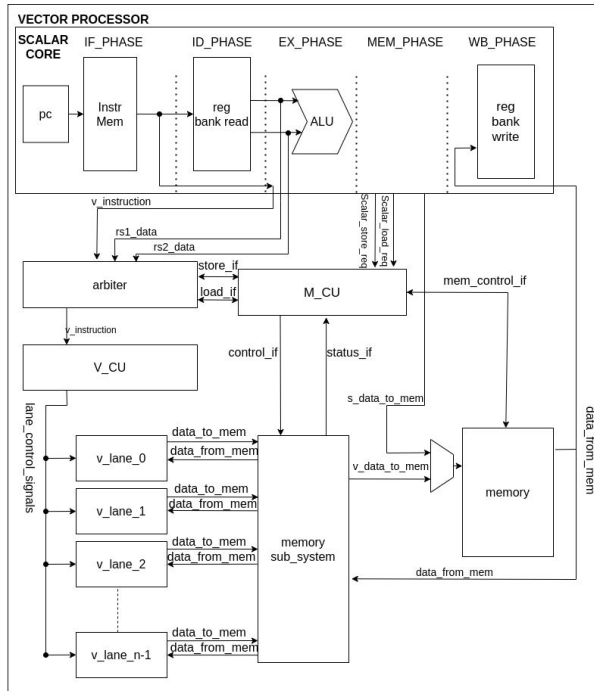 VECTOR PROCESSOR
SCALAR
CORE
IF_PHASE
ID_PHASE
EX_PHASE
MEM_PHASE
WB_PHASE
pc
Instr
Mem
reg
bank read
ALU
reg
bank
write
v_instruction
rs1_data
rs2_data
Scalar_store_req
Scalar_load_req
arbiter
store_if
load_if
M_CU
mem_control_if
v_instruction
V_CU
control_if
status_if
lane_control_signals
s_data_to_mem
data_from_mem
v_lane_0
data_to_mem
data_from_mem
v_data_to_mem
memory
v_lane_1
data_to_mem
data_from_mem
memory
sub_system
v_lane_2
data_to_mem
data_from_mem
data_from_mem
v_lane_n-1
data_to_mem
data_from_mem